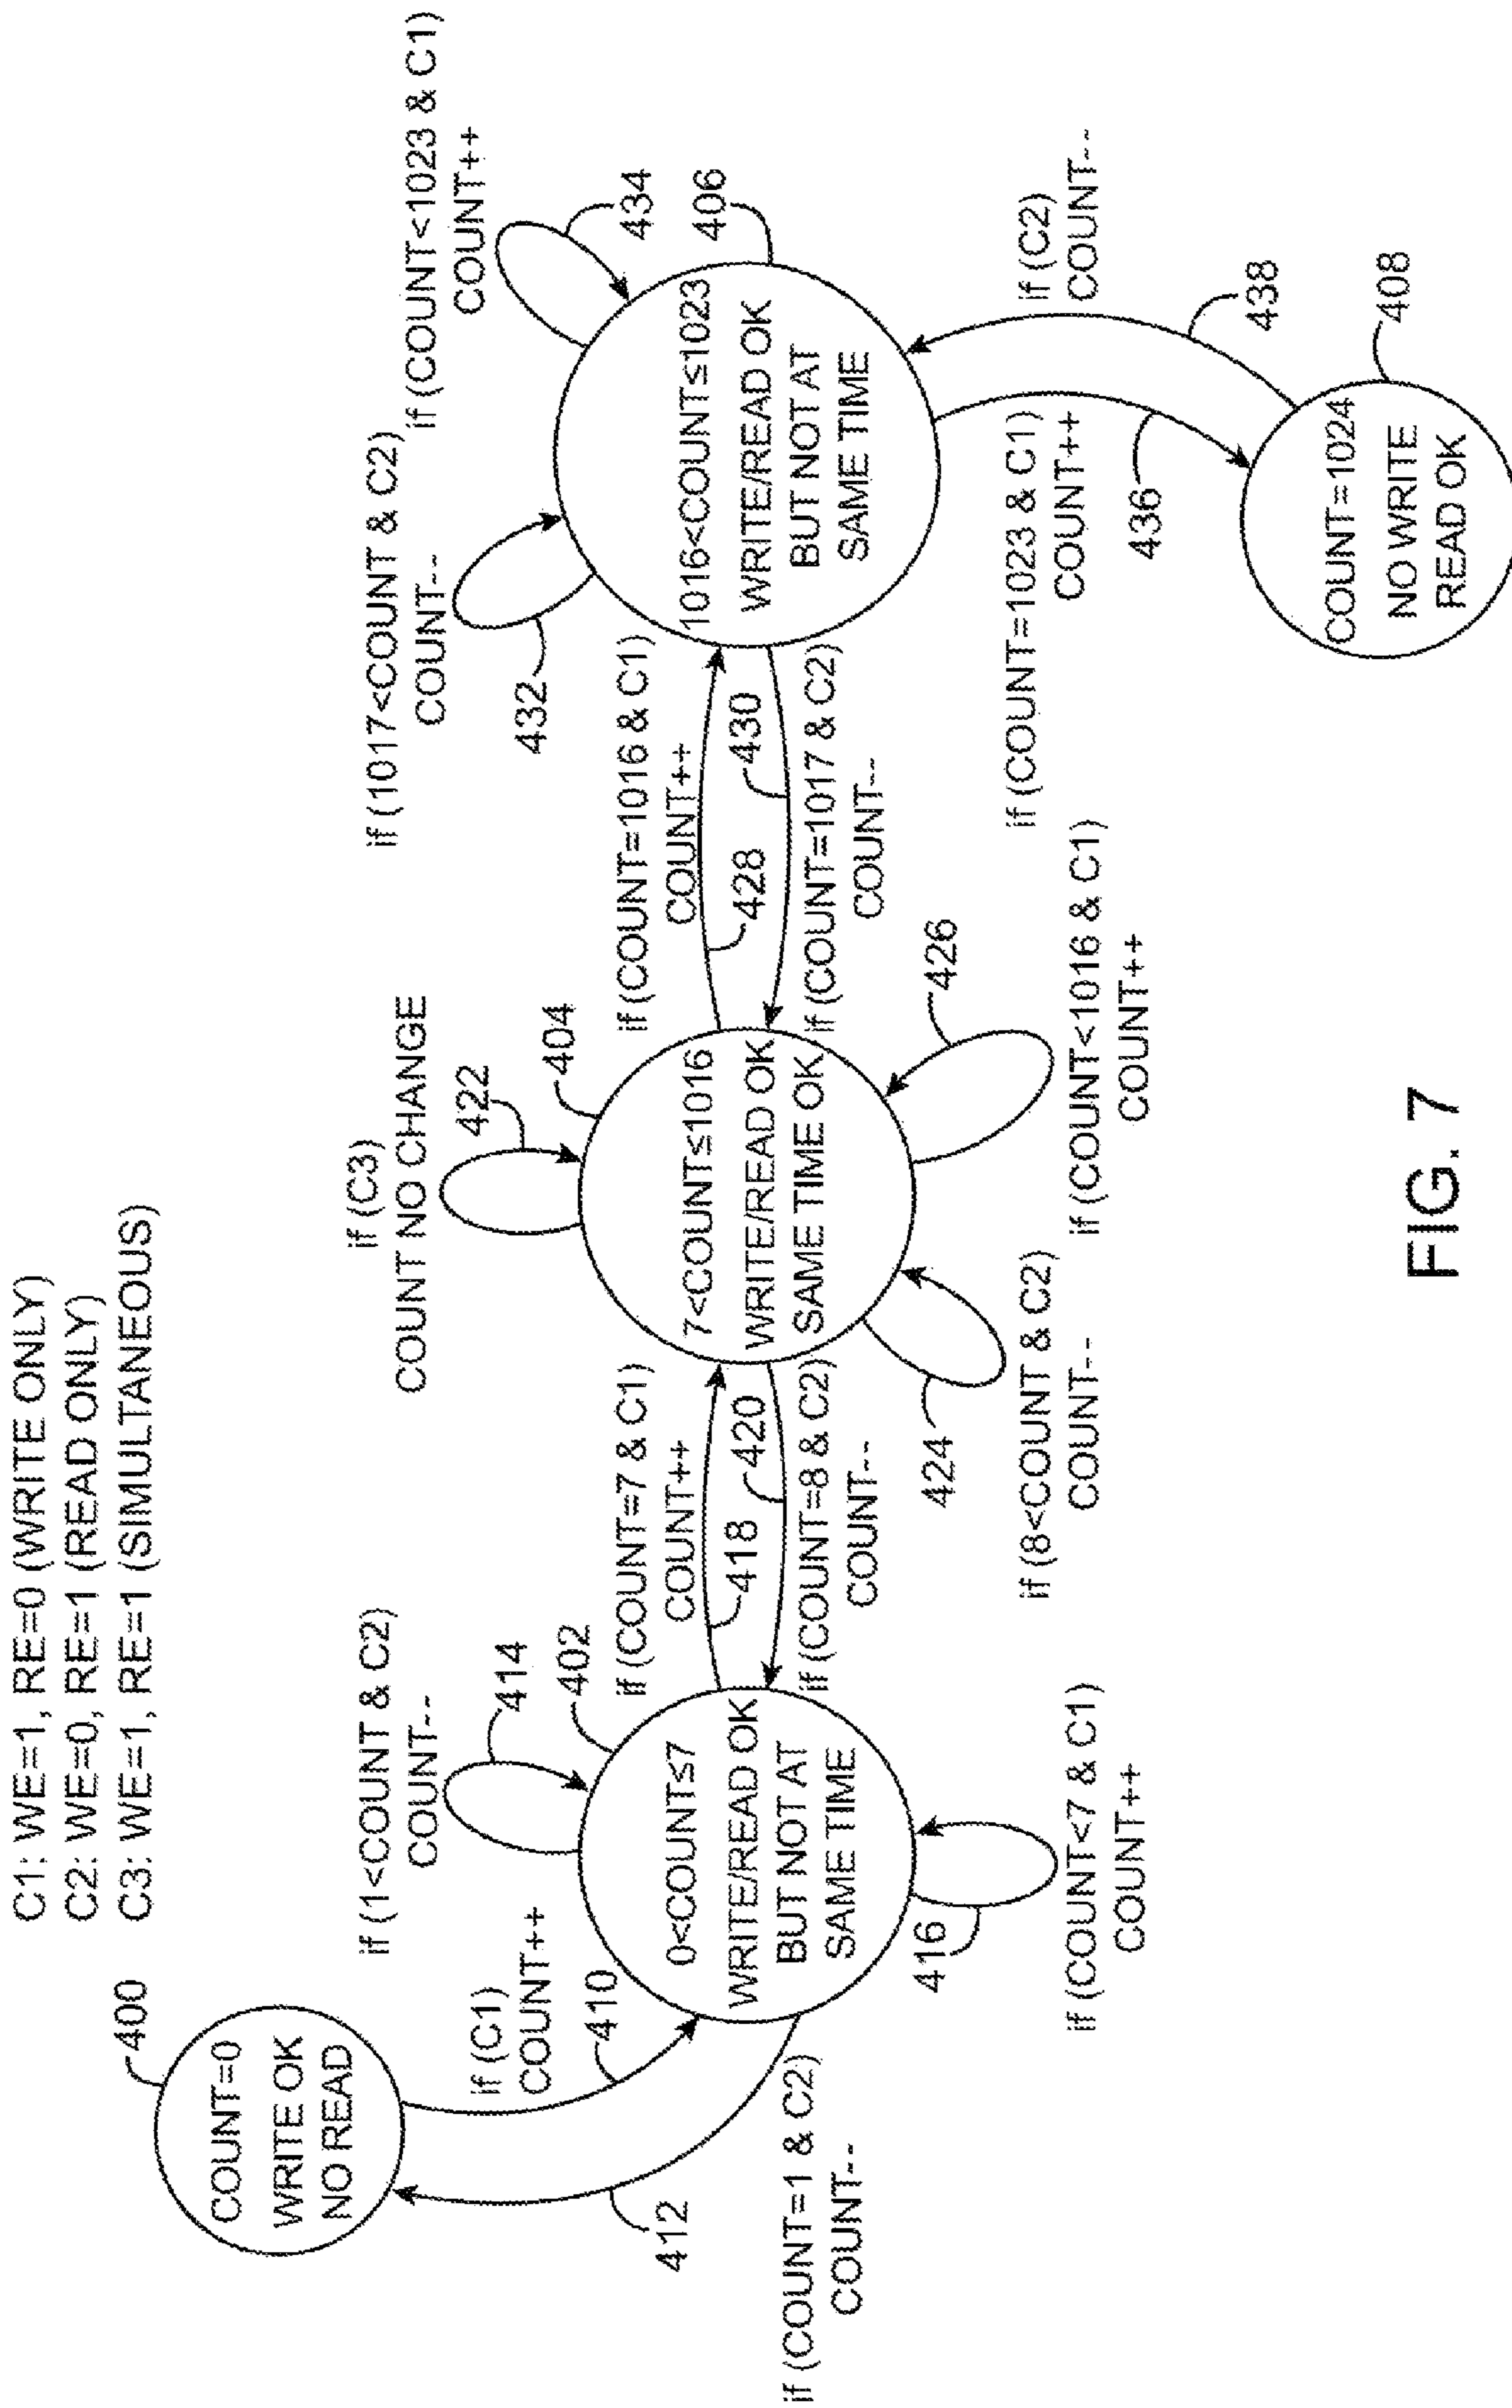 C1: WE=1, RE=0 (WRITE ONLY)
C2: WE=0, RE=1 (READ ONLY)
C3: WE=1, RE=1 (SIMULTANEOUS)
400
COUNT=0
WRITE OK
NO READ
if (C1)
COUNT++
410
412
if (COUNT=1 & C2)
COUNT--
if (1<COUNT & C2)
COUNT--
414
402
0<COUNT≤7
WRITE/READ OK
BUT NOT AT
SAME TIME
416
if (COUNT<7 & C1)
COUNT++
if (COUNT=7 & C1)
COUNT++
418
420
if (COUNT=8 & C2)
COUNT--
if (C3)
COUNT NO CHANGE
422
404
7<COUNT≤1016
WRITE/READ OK
SAME TIME OK
424
if (8<COUNT & C2)
COUNT--
426
if (COUNT<1016 & C1)
COUNT++
if (COUNT=1016 & C1)
COUNT++
428
430
if (COUNT=1017 & C2)
COUNT--
if (1017<COUNT & C2)
COUNT--
432
if (COUNT<1023 & C1)
COUNT++
434
406
1016<COUNT≤1023
WRITE/READ OK
BUT NOT AT
SAME TIME
if (COUNT=1023 & C1)
COUNT++
436
if (C2)
COUNT--
438
408
COUNT=1024
NO WRITE
READ OK
FIG. 7